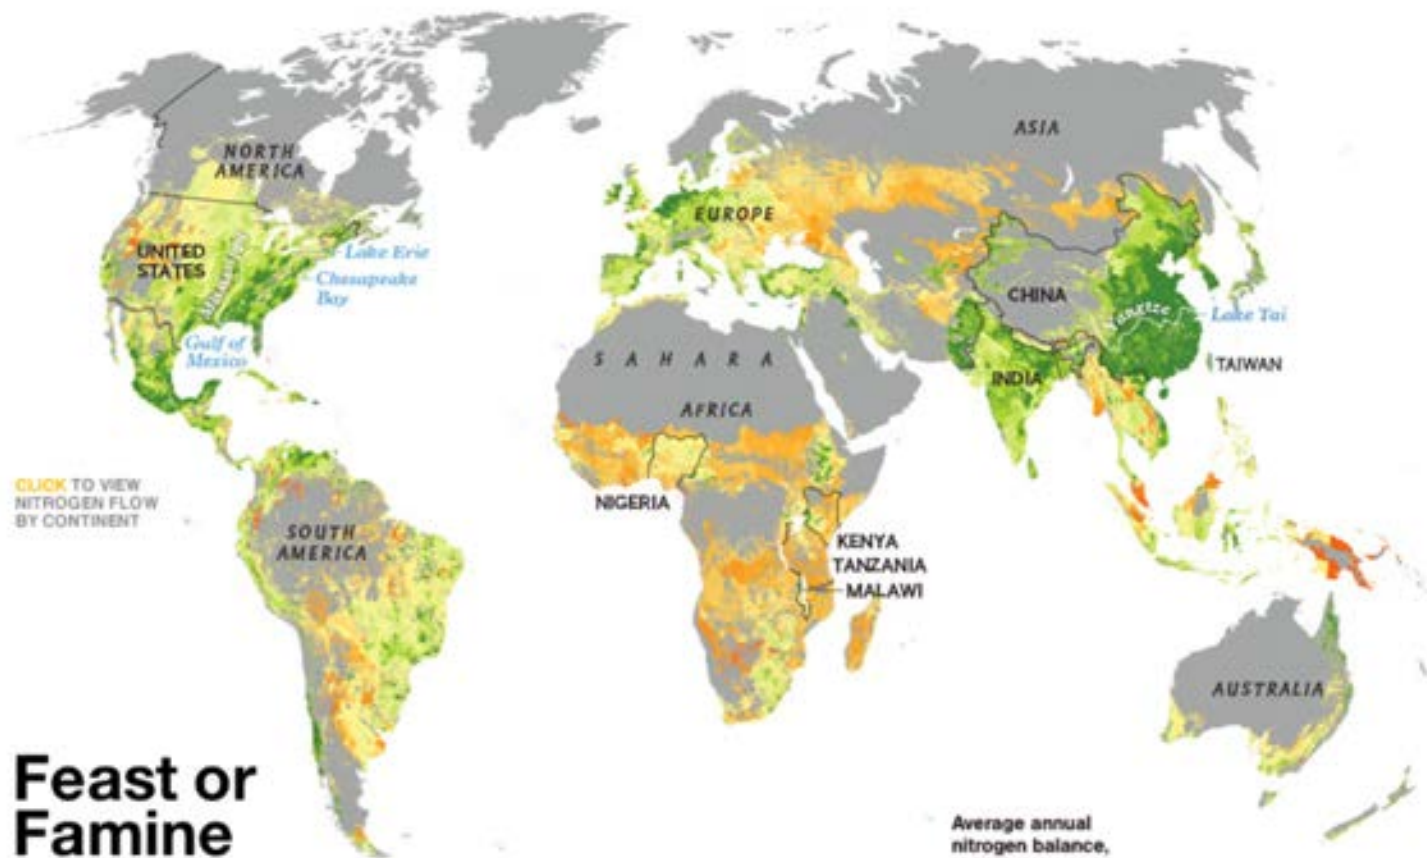 ASIA
NORTH
AMERICA
EUROPE
UNITED
STATES
Lake Erie
Chesapeake
Bay
Mississippi
CHINA
Yangtze
Lake Tai
Gulf of
Mexico
SAHARA
INDIA
TAIWAN
AFRICA
CLICK TO VIEW
NITROGEN FLOW
BY CONTINENT
NIGERIA
SOUTH
AMERICA
KENYA
TANZANIA
MALAWI
AUSTRALIA
Feast or
Famine
Average annual
nitrogen balance,